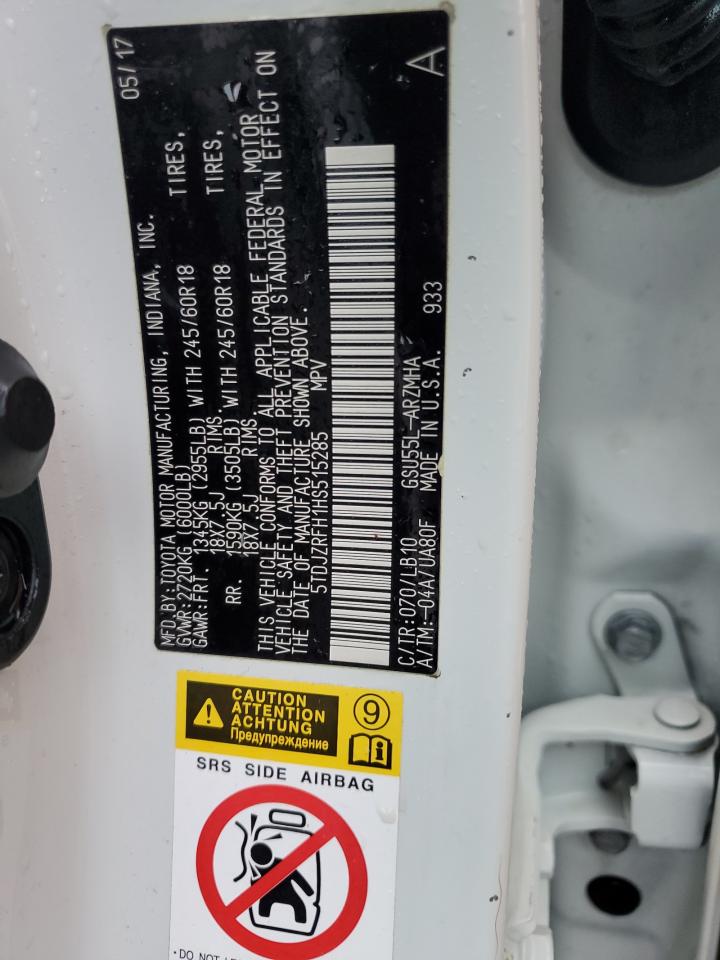 05/17
MFD.BY:TOYOTA MOTOR MANUFACTURING, INDIANA, INC.
GVWR:2720KG (6000LB)
GAWR:FRT. 1345KG (2955LB) WITH 245/60R18 TIRES,
18X7.5J RIMS.
RR. 1590KG (3505LB) WITH 245/60R18 TIRES,
18X7.5J RIMS
THIS VEHICLE CONFORMS TO ALL APPLICABLE FEDERAL MOTOR
VEHICLE SAFETY AND THEFT PREVENTION STANDARDS IN EFFECT ON
THE DATE OF MANUFACTURE SHOWN ABOVE.
5TDJZRFH1HS515285 MPV
C/TR:070/LB10 GSU55L-ARZMHA
A/TM:-04A/UA80F MADE IN U.S.A. 933
A
CAUTION
ATTENTION
ACHTUNG
Предупреждение
9
i
SRS SIDE AIRBAG
• DO NOT